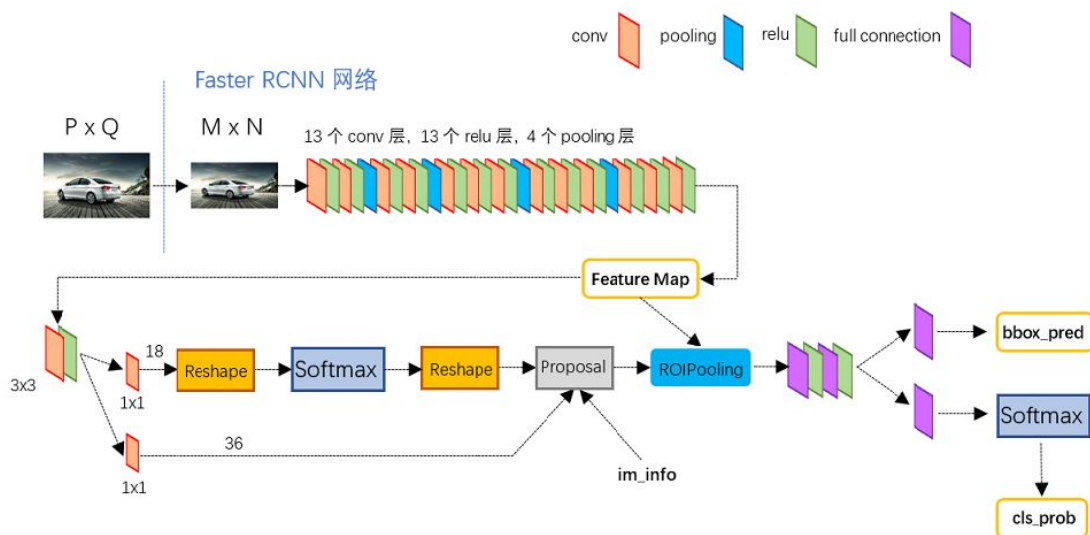 conv
pooling
relu
full connection
Faster RCNN 网络
P x Q
M x N
13 个 conv 层，13 个 relu 层，4 个 pooling 层
Feature Map
3x3
18
1x1
Reshape
Softmax
Reshape
Proposal
ROIPooling
bbox_pred
Softmax
36
1x1
im_info
cls_prob